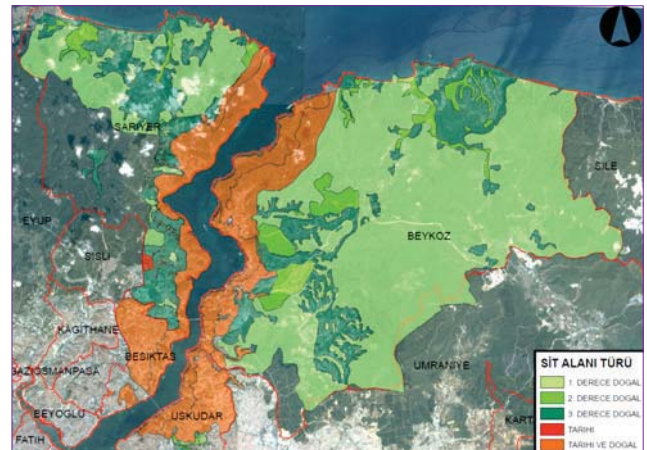 SARIYER
SILE
EYUP
BEYKOZ
SISLI
KAGITHANE
BESIKTAS
GAZIOSMANPASA
UMRANIYE
BEYOGLU
USKUDAR
KART
FATIH
SİT ALANI TÜRÜ
1. DERECE DOGAL
2. DERECE DOGAL
3. DERECE DOGAL
TARIHI
TARIHI VE DOGAL